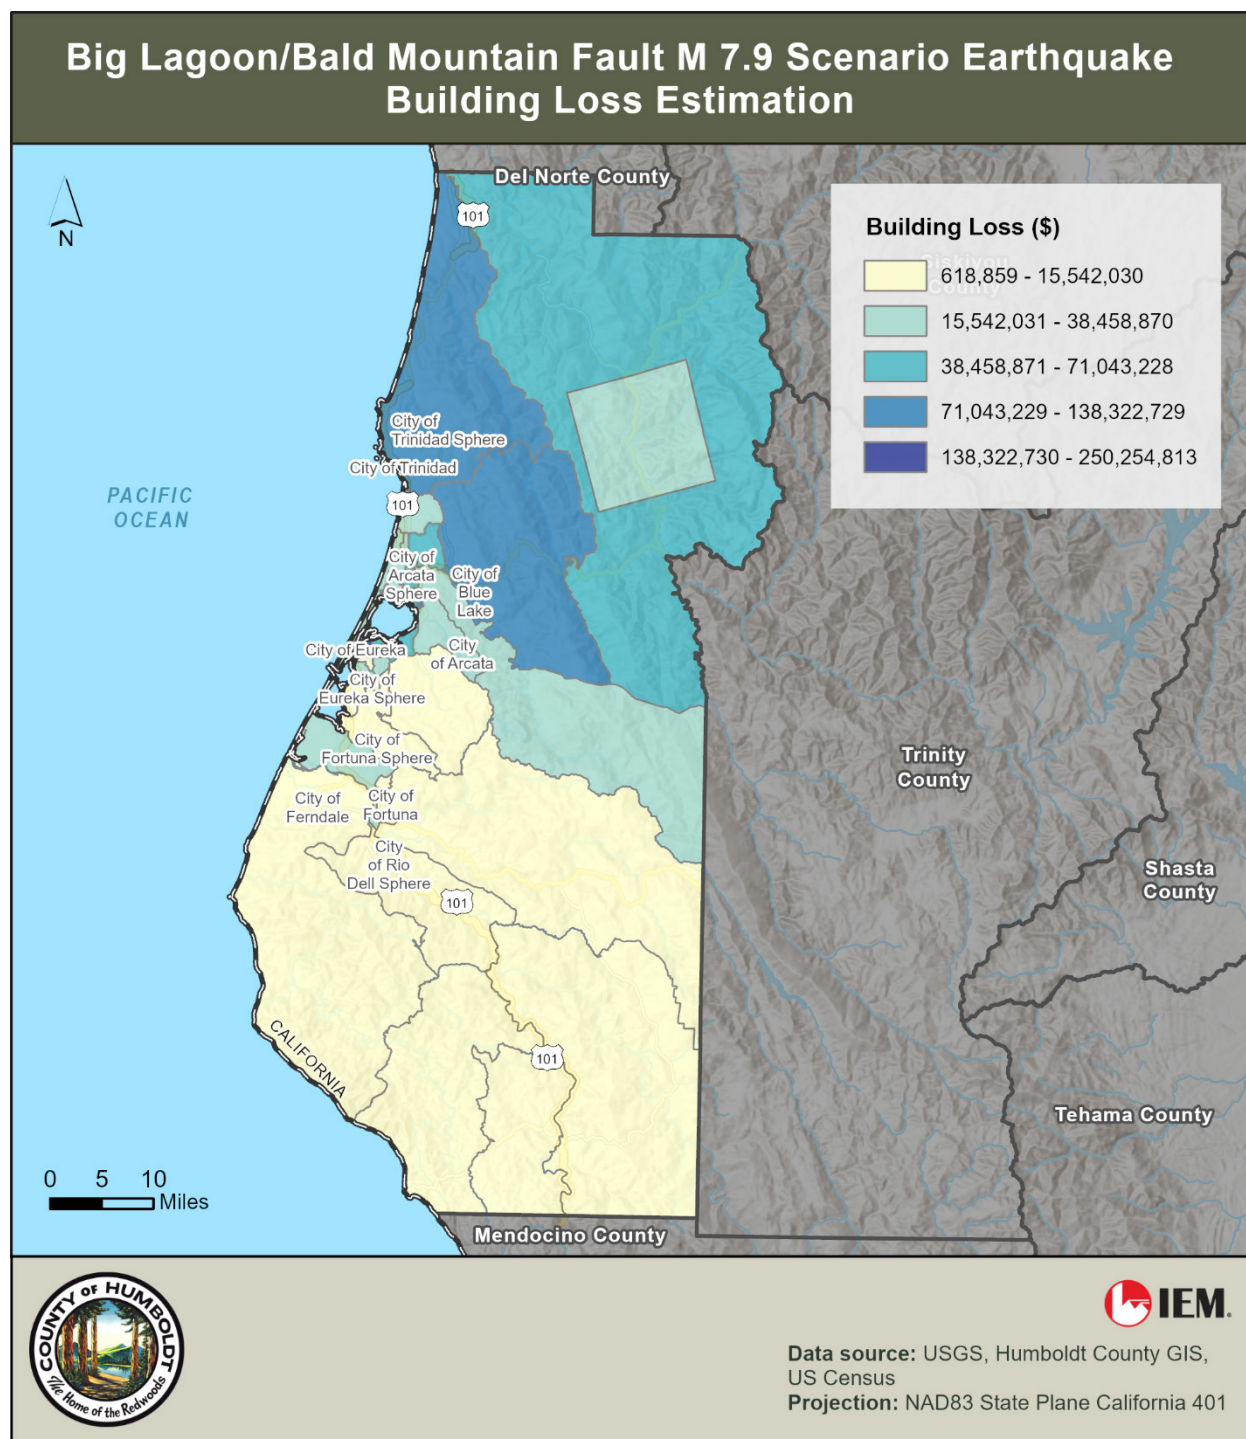 Big Lagoon/Bald Mountain Fault M 7.9 Scenario Earthquake
Building Loss Estimation
Del Norte County
101
N
Building Loss ($)
Siskiyou
County
618,859 - 15,542,030
15,542,031 - 38,458,870
38,458,871 - 71,043,228
71,043,229 - 138,322,729
138,322,730 - 250,254,813
City of
Trinidad Sphere
City of Trinidad
PACIFIC
OCEAN
101
City of
Arcata
Sphere
City of
Blue
Lake
City of Eureka
City
of Arcata
City of
Eureka Sphere
City of
Fortuna Sphere
Trinity
County
City of
Ferndale
City of
Fortuna
City
of Rio
Dell Sphere
101
Shasta
County
CALIFORNIA
101
Tehama County
0 5 10
Miles
Mendocino County
COUNTY OF HUMBOLDT
The Home of the Redwoods
IEM.
Data source: USGS, Humboldt County GIS,
US Census
Projection: NAD83 State Plane California 401